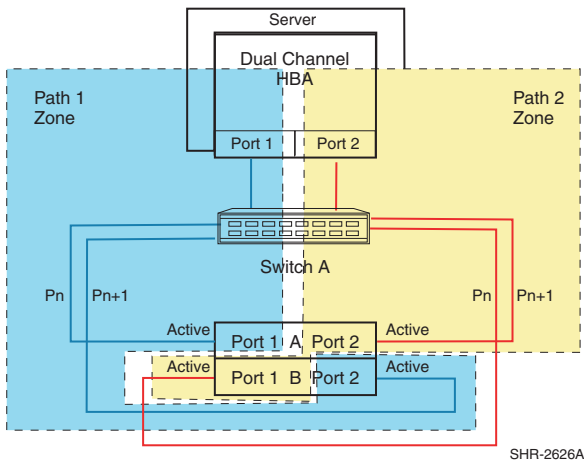 Server
Dual Channel
HBA
Path 1
Zone
Path 2
Zone
Port 1
Port 2
Switch A
Pn
Pn+1
Pn
Pn+1
Active
Port 1
A
Port 2
Active
Active
Port 1
B
Port 2
Active
SHR-2626A